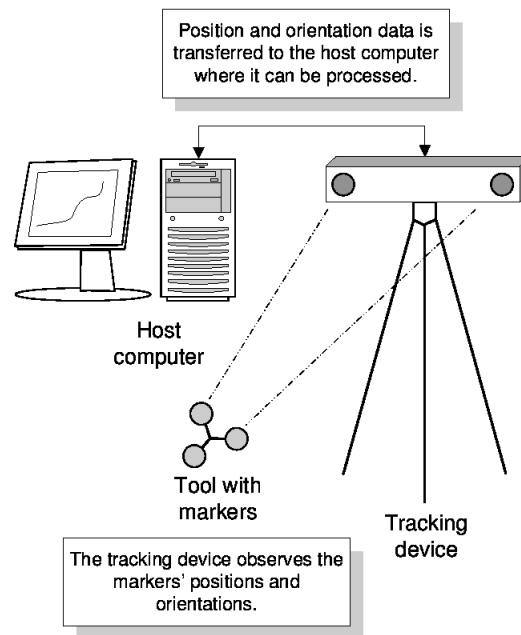 Position and orientation data is
transferred to the host computer
where it can be processed.
Host
computer
Tool with
markers
Tracking
device
The tracking device observes the
markers' positions and
orientations.